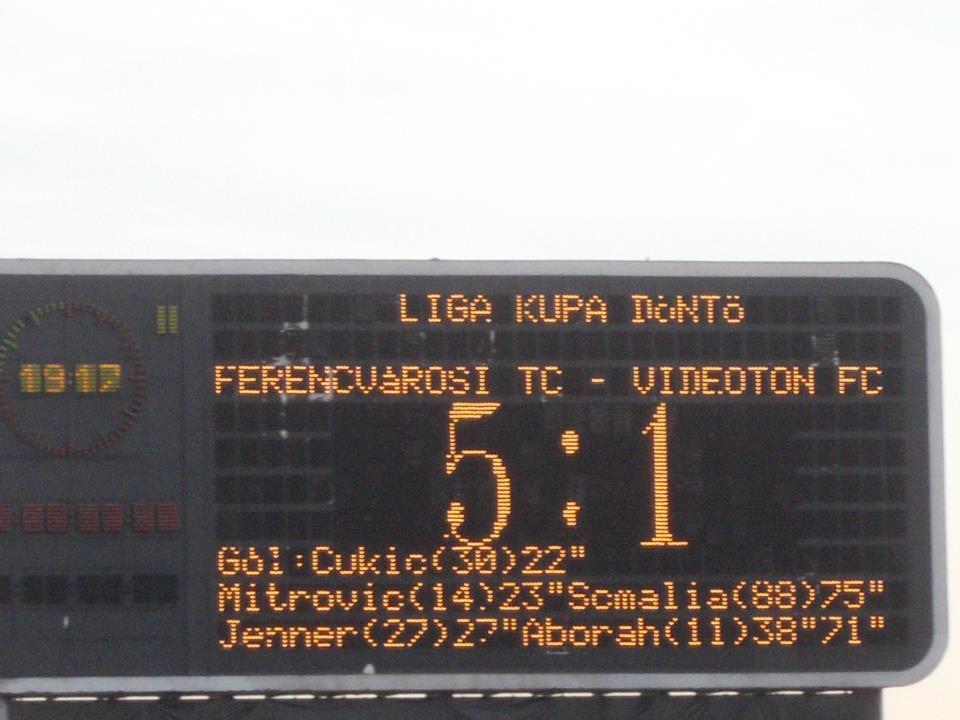 LIGA KUPA DöNTö
19:17
FERENCVáROSI TC - VIDEOTON FC
5 : 1
Gól:Cukic(30)22"
Mitrovic(14)23"Somalia(88)75"
Jenner(27)27"Aborah(11)38"71"